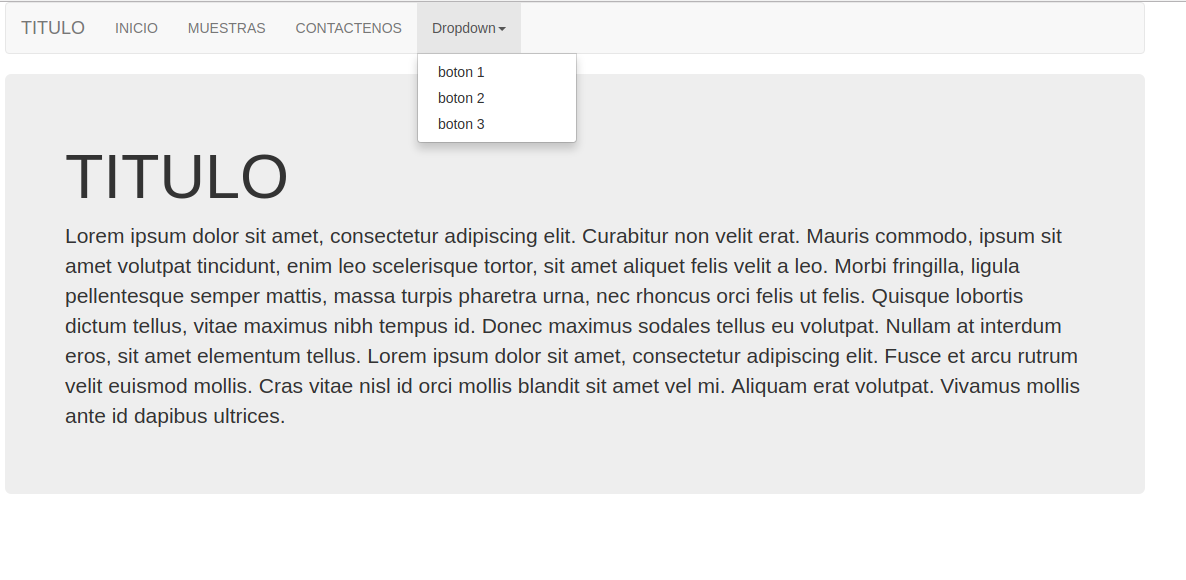 TITULO INICIO MUESTRAS CONTACTENOS Dropdown
boton 1
boton 2
boton 3
TITULO
Lorem ipsum dolor sit amet, consectetur adipiscing elit. Curabitur non velit erat. Mauris commodo, ipsum sit
amet volutpat tincidunt, enim leo scelerisque tortor, sit amet aliquet felis velit a leo. Morbi fringilla, ligula
pellentesque semper mattis, massa turpis pharetra urna, nec rhoncus orci felis ut felis. Quisque lobortis
dictum tellus, vitae maximus nibh tempus id. Donec maximus sodales tellus eu volutpat. Nullam at interdum
eros, sit amet elementum tellus. Lorem ipsum dolor sit amet, consectetur adipiscing elit. Fusce et arcu rutrum
velit euismod mollis. Cras vitae nisl id orci mollis blandit sit amet vel mi. Aliquam erat volutpat. Vivamus mollis
ante id dapibus ultrices.